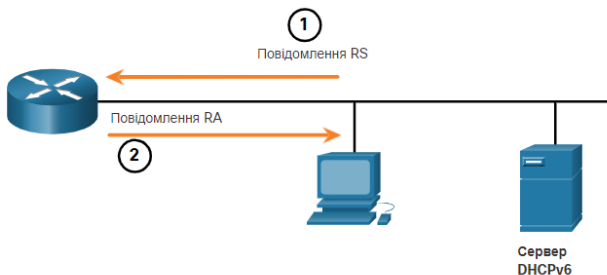 1
Повідомлення RS
Повідомлення RA
2
Сервер
DHCPv6